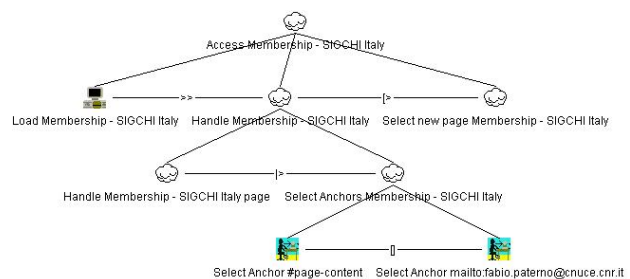 Access Membership - SIGCHI Italy
>>
[>
Load Membership - SIGCHI Italy
Handle Membership - SIGCHI Italy
Select new page Membership - SIGCHI Italy
|>
Handle Membership - SIGCHI Italy page
Select Anchors Membership - SIGCHI Italy
[]
Select Anchor #page-content
Select Anchor mailto:fabio.paterno@cnuce.cnr.it